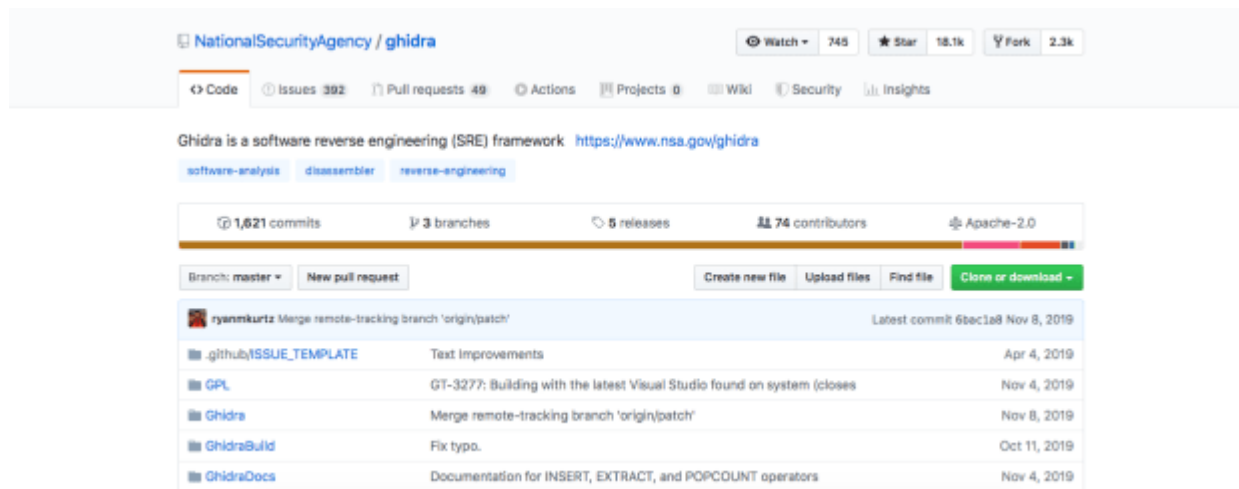 NationalSecurityAgency / ghidra Watch 745 Star 18.1k Fork 2.3k
Code Issues 392 Pull requests 49 Actions Projects 0 Wiki Security Insights
Ghidra is a software reverse engineering (SRE) framework https://www.nsa.gov/ghidra
software-analysis disassembler reverse-engineering
1,621 commits 3 branches 5 releases 74 contributors Apache-2.0
Branch: master New pull request Create new file Upload files Find file Clone or download
ryanmkurtz Merge remote-tracking branch 'origin/patch' Latest commit 6bac1a8 Nov 8, 2019
.github/ISSUE_TEMPLATE Text Improvements Apr 4, 2019
GPL GT-3277: Building with the latest Visual Studio found on system (closes Nov 4, 2019
Ghidra Merge remote-tracking branch 'origin/patch' Nov 8, 2019
GhidraBuild Fix typo. Oct 11, 2019
GhidraDocs Documentation for INSERT, EXTRACT, and POPCOUNT operators Nov 4, 2019